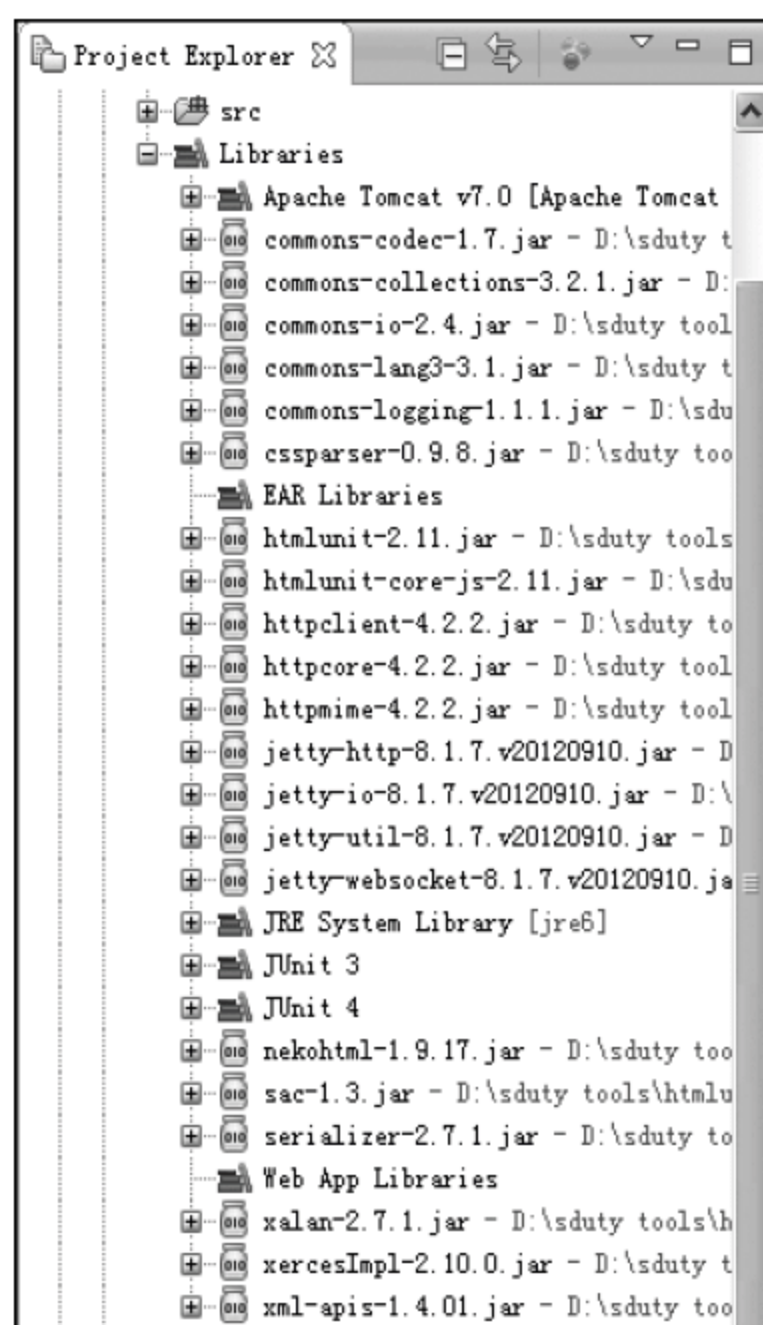 Project Explorer
src
Libraries
Apache Tomcat v7.0 [Apache Tomcat
commons-codec-1.7.jar - D:\sduty t
commons-collections-3.2.1.jar - D:
commons-io-2.4.jar - D:\sduty tool
commons-lang3-3.1.jar - D:\sduty t
commons-logging-1.1.1.jar - D:\sdu
cssparser-0.9.8.jar - D:\sduty too
EAR Libraries
htmlunit-2.11.jar - D:\sduty tools
htmlunit-core-js-2.11.jar - D:\sdu
httpclient-4.2.2.jar - D:\sduty to
httpcore-4.2.2.jar - D:\sduty tool
httpmime-4.2.2.jar - D:\sduty tool
jetty-http-8.1.7.v20120910.jar - D
jetty-io-8.1.7.v20120910.jar - D:\
jetty-util-8.1.7.v20120910.jar - D
jetty-websocket-8.1.7.v20120910.ja
JRE System Library [jre6]
JUnit 3
JUnit 4
nekohtml-1.9.17.jar - D:\sduty too
sac-1.3.jar - D:\sduty tools\htmlu
serializer-2.7.1.jar - D:\sduty to
Web App Libraries
xalan-2.7.1.jar - D:\sduty tools\h
xercesImpl-2.10.0.jar - D:\sduty t
xml-apis-1.4.01.jar - D:\sduty too